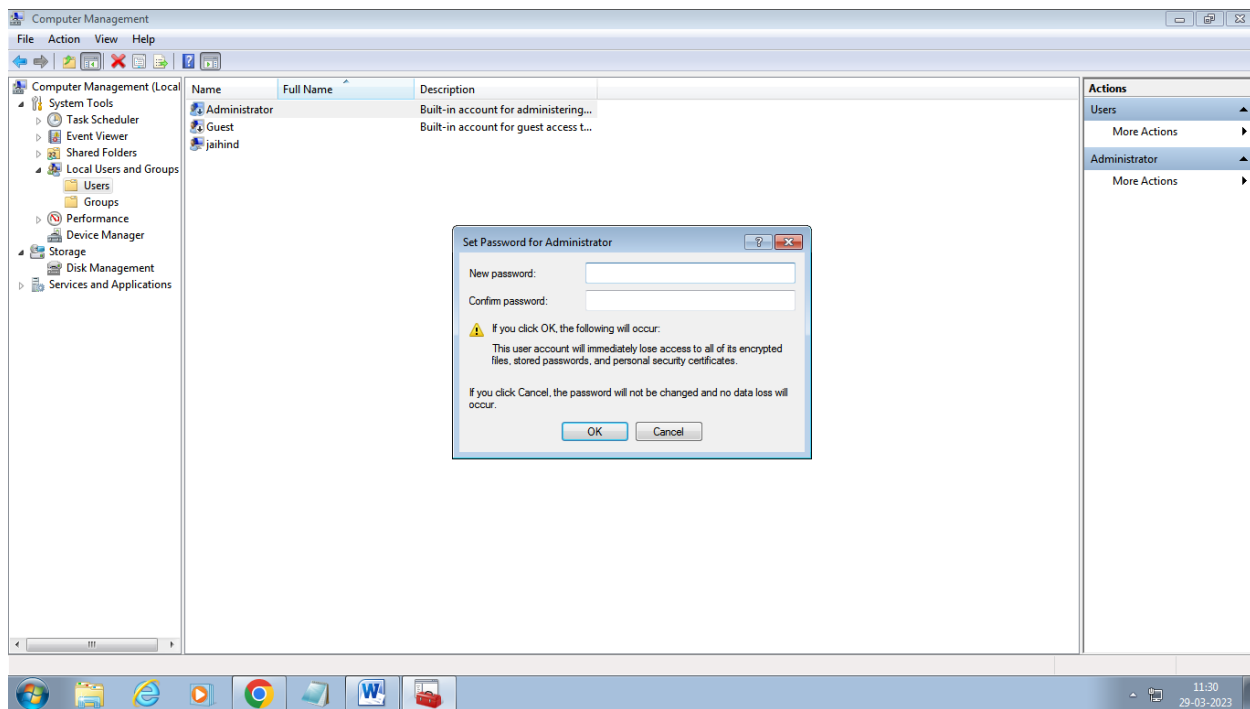 Computer Management
File Action View Help
Computer Management (Local
System Tools
Task Scheduler
Event Viewer
Shared Folders
Local Users and Groups
Users
Groups
Performance
Device Manager
Storage
Disk Management
Services and Applications
Name Full Name Description
Administrator Built-in account for administering...
Guest Built-in account for guest access t...
jaihind
Set Password for Administrator
New password:
Confirm password:
If you click OK, the following will occur:
This user account will immediately lose access to all of its encrypted
files, stored passwords, and personal security certificates.
If you click Cancel, the password will not be changed and no data loss will
occur.
OK Cancel
Actions
Users
More Actions
Administrator
More Actions
11:30
29-03-2023